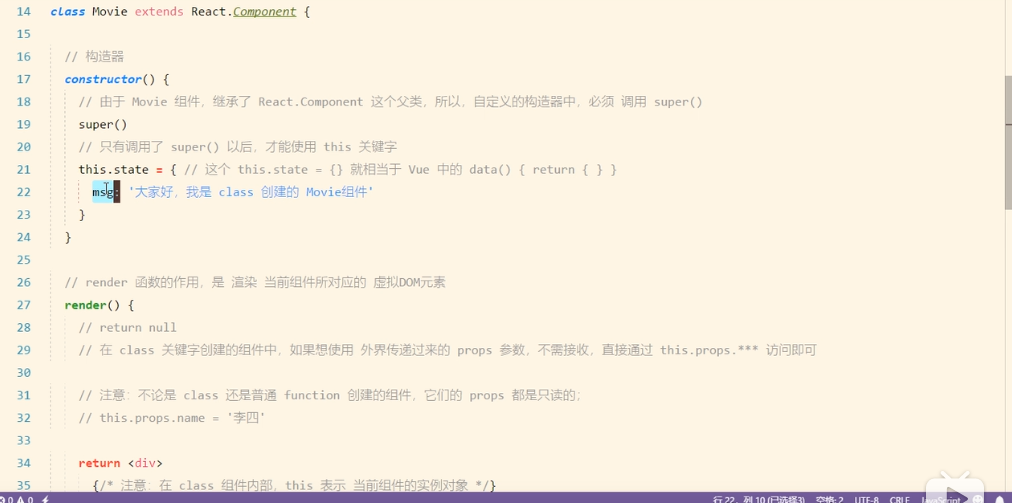 14 class Movie extends React.Component {
15
16 // 构造器
17 constructor() {
18 // 由于 Movie 组件，继承了 React.Component 这个父类，所以，自定义的构造器中，必须 调用 super()
19 super()
20 // 只有调用了 super() 以后，才能使用 this 关键字
21 this.state = { // 这个 this.state = {} 就相当于 Vue 中的 data() { return { } }
22 msg: '大家好，我是 class 创建的 Movie组件'
23 }
24 }
25
26 // render 函数的作用，是 渲染 当前组件所对应的 虚拟DOM元素
27 render() {
28 // return null
29 // 在 class 关键字创建的组件中，如果想使用 外界传递过来的 props 参数，不需接收，直接通过 this.props.*** 访问即可
30
31 // 注意：不论是 class 还是普通 function 创建的组件，它们的 props 都是只读的；
32 // this.props.name = '李四'
33
34 return <div>
35 {/* 注意：在 class 组件内部，this 表示 当前组件的实例对象 */}
0 0 行 22，列 10 (已选择3) 空格: 2 UTF-8 CRLF JavaScript